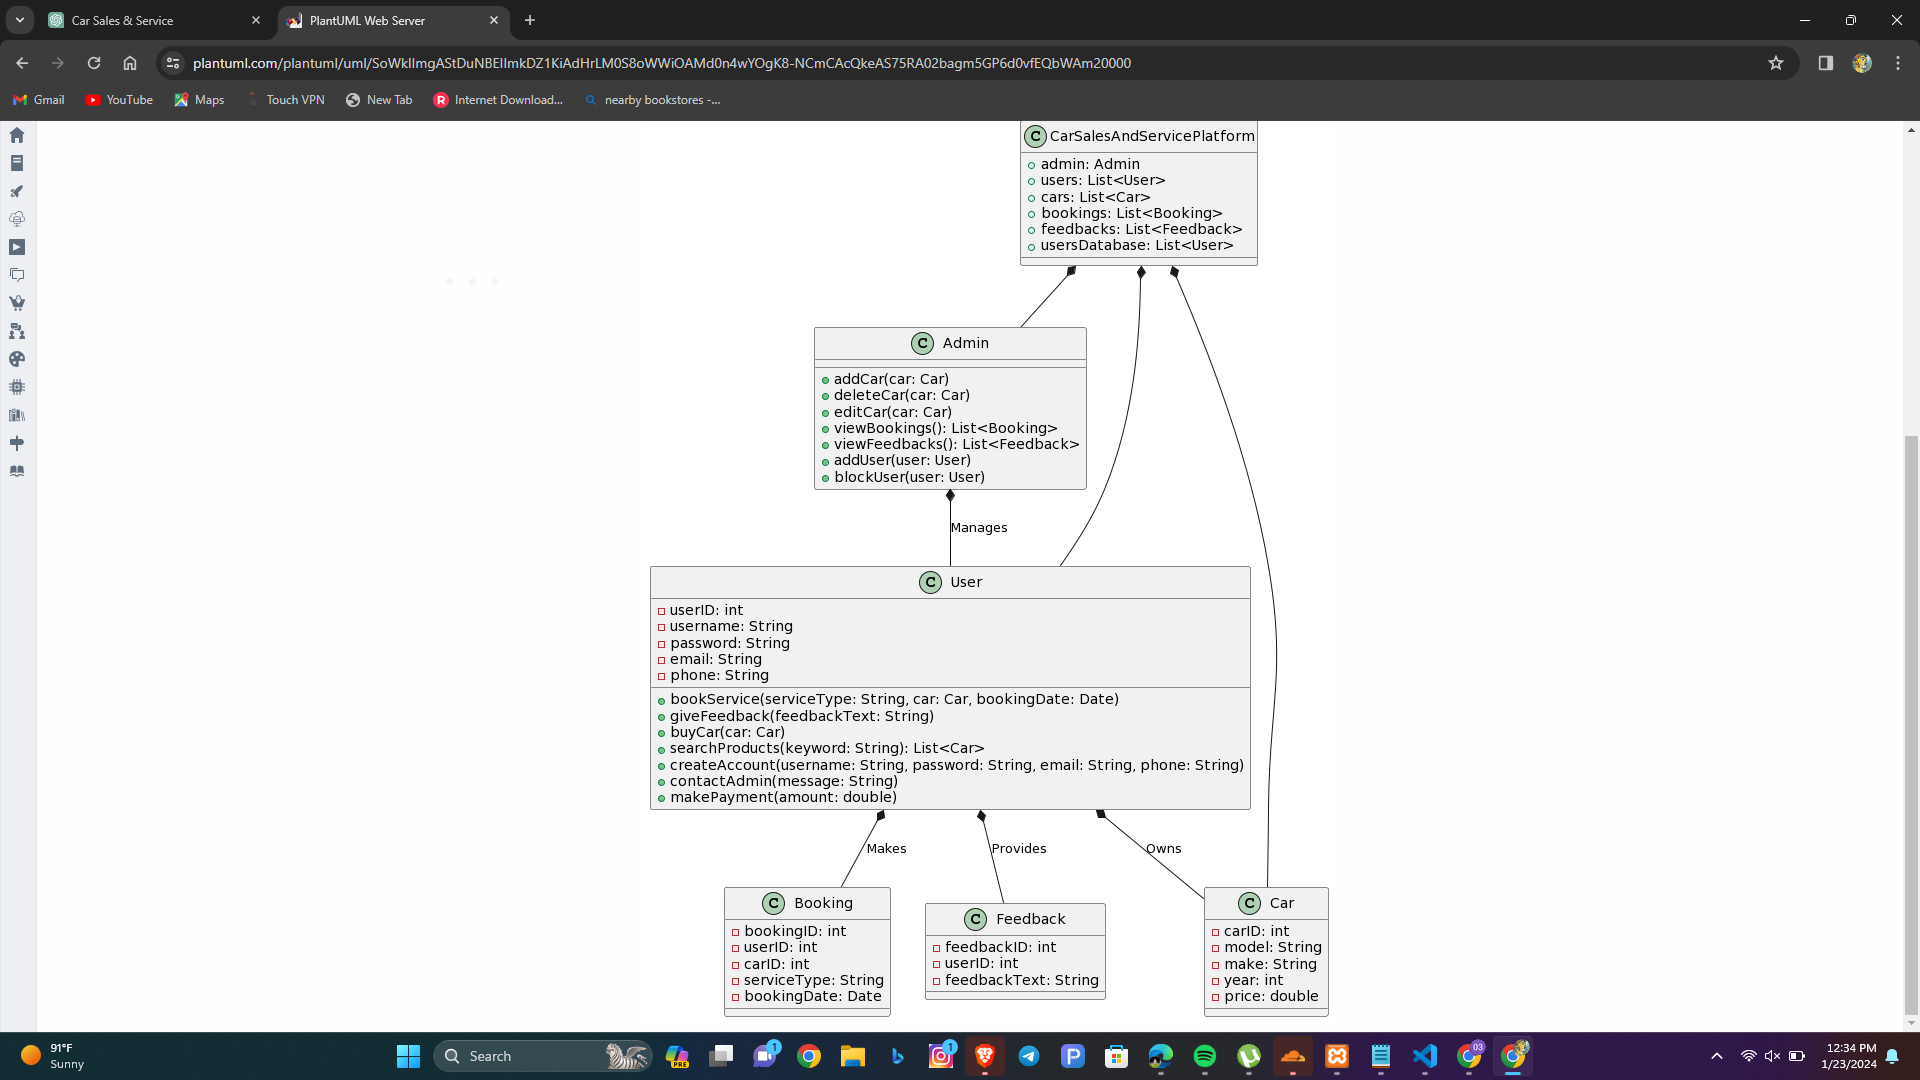 Car Sales & Service
PlantUML Web Server
plantuml.com/plantuml/uml/SoWkIImgAStDuNBEIImkDZ1KiAdHrLM0S8oWWiOAMd0n4wYOgK8-NCmCAcQkeAS75RA02bagm5GP6d0vfEQbWAm20000
Gmail
YouTube
Maps
Touch VPN
New Tab
Internet Download...
nearby bookstores -...
C CarSalesAndServicePlatform
admin: Admin
users: List<User>
cars: List<Car>
bookings: List<Booking>
feedbacks: List<Feedback>
usersDatabase: List<User>
C Admin
addCar(car: Car)
deleteCar(car: Car)
editCar(car: Car)
viewBookings(): List<Booking>
viewFeedbacks(): List<Feedback>
addUser(user: User)
blockUser(user: User)
Manages
C User
userID: int
username: String
password: String
email: String
phone: String
bookService(serviceType: String, car: Car, bookingDate: Date)
giveFeedback(feedbackText: String)
buyCar(car: Car)
searchProducts(keyword: String): List<Car>
createAccount(username: String, password: String, email: String, phone: String)
contactAdmin(message: String)
makePayment(amount: double)
Makes
Provides
Owns
C Booking
bookingID: int
userID: int
carID: int
serviceType: String
bookingDate: Date
C Feedback
feedbackID: int
userID: int
feedbackText: String
C Car
carID: int
model: String
make: String
year: int
price: double
91°F
Sunny
Search
PRE
1
1
03
12:34 PM
1/23/2024